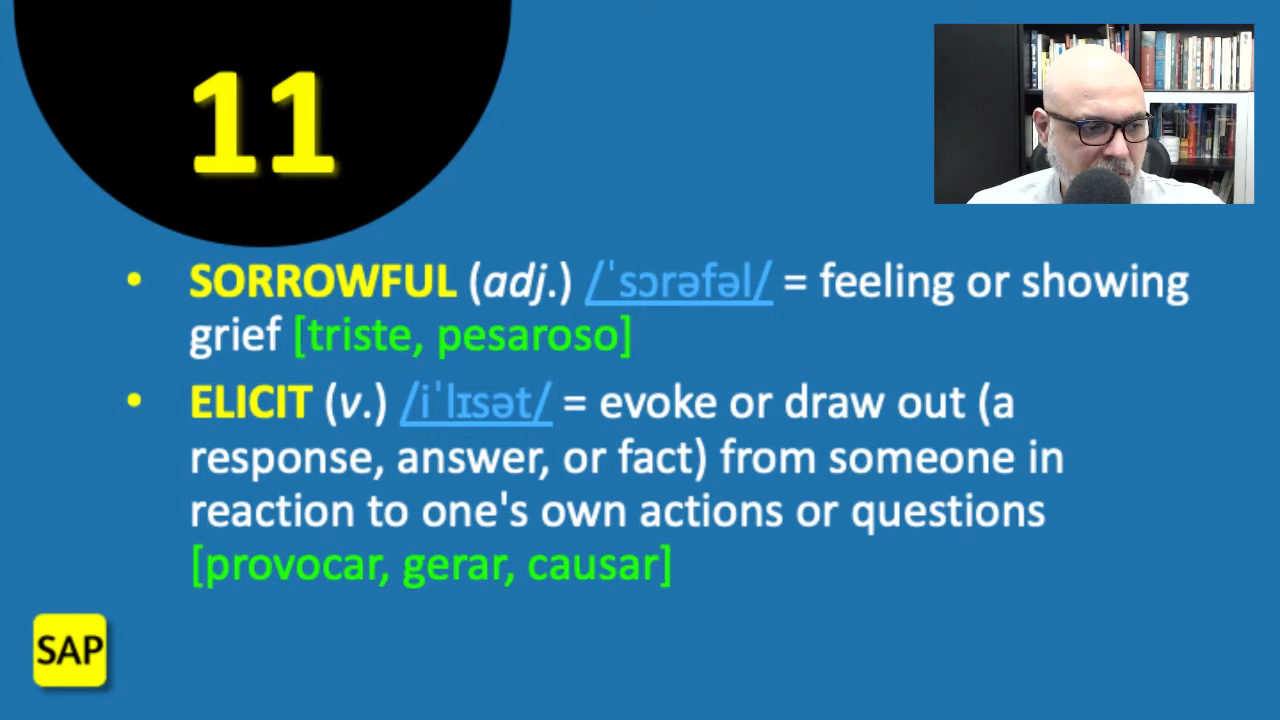 11
• SORROWFUL (adj.) /ˈsɔrəfəl/ = feeling or showing
grief [triste, pesaroso]
• ELICIT (v.) /iˈlɪsət/ = evoke or draw out (a
response, answer, or fact) from someone in
reaction to one's own actions or questions
[provocar, gerar, causar]
SAP